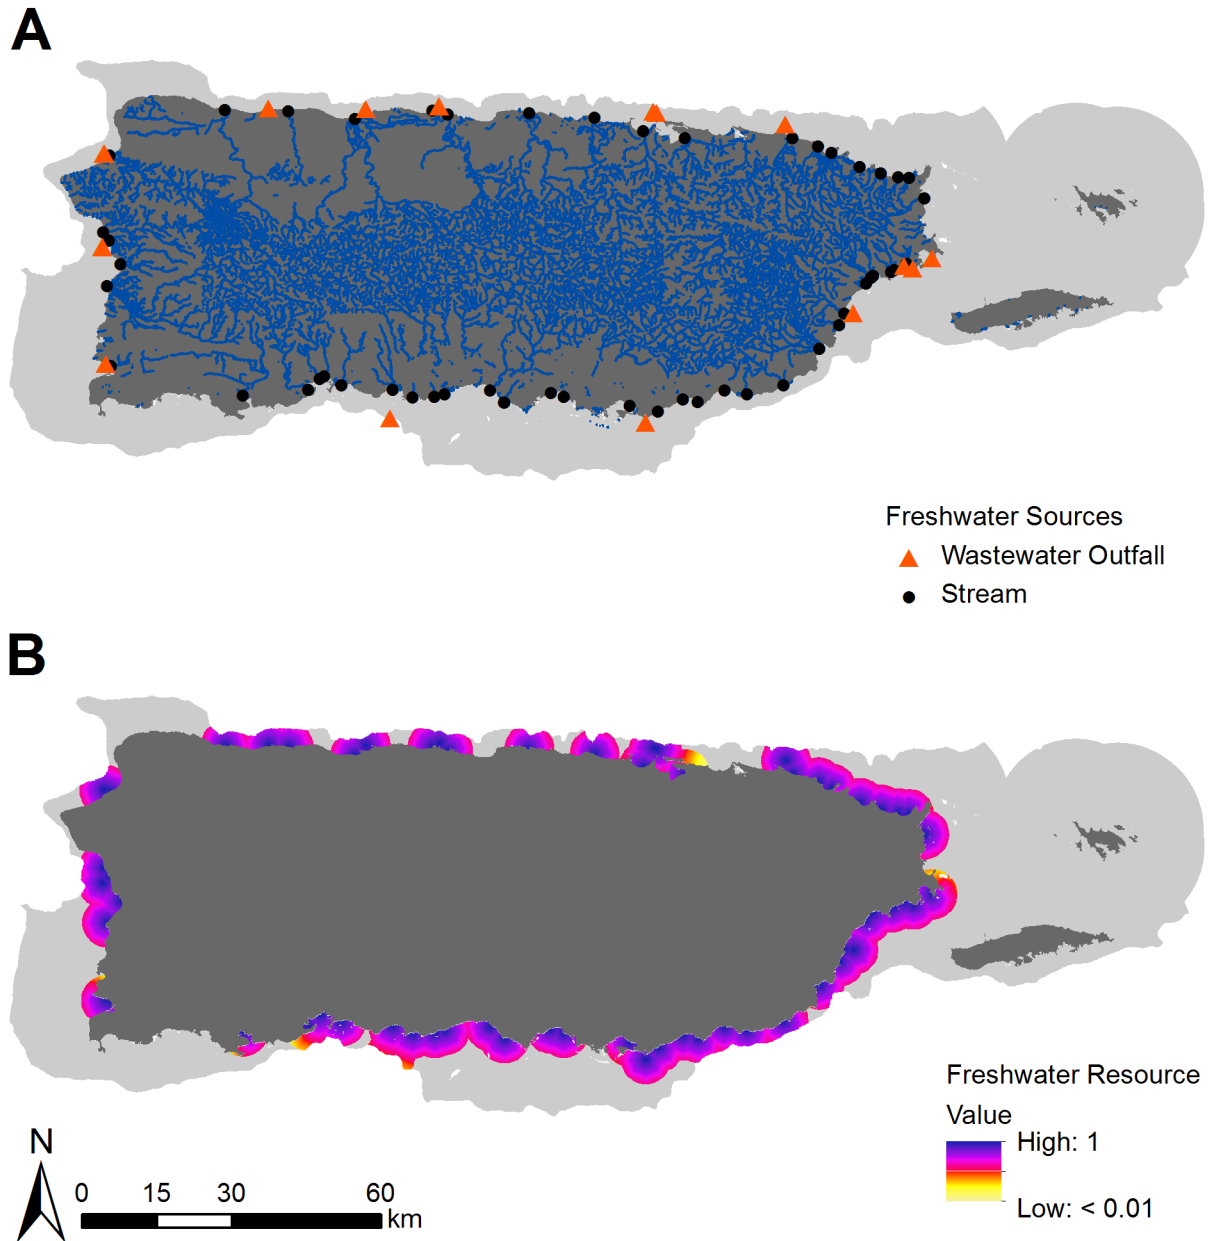 A
Freshwater Sources
Wastewater Outfall
Stream
B
Freshwater Resource
Value
High: 1
Low: < 0.01
N
0 15 30 60
km